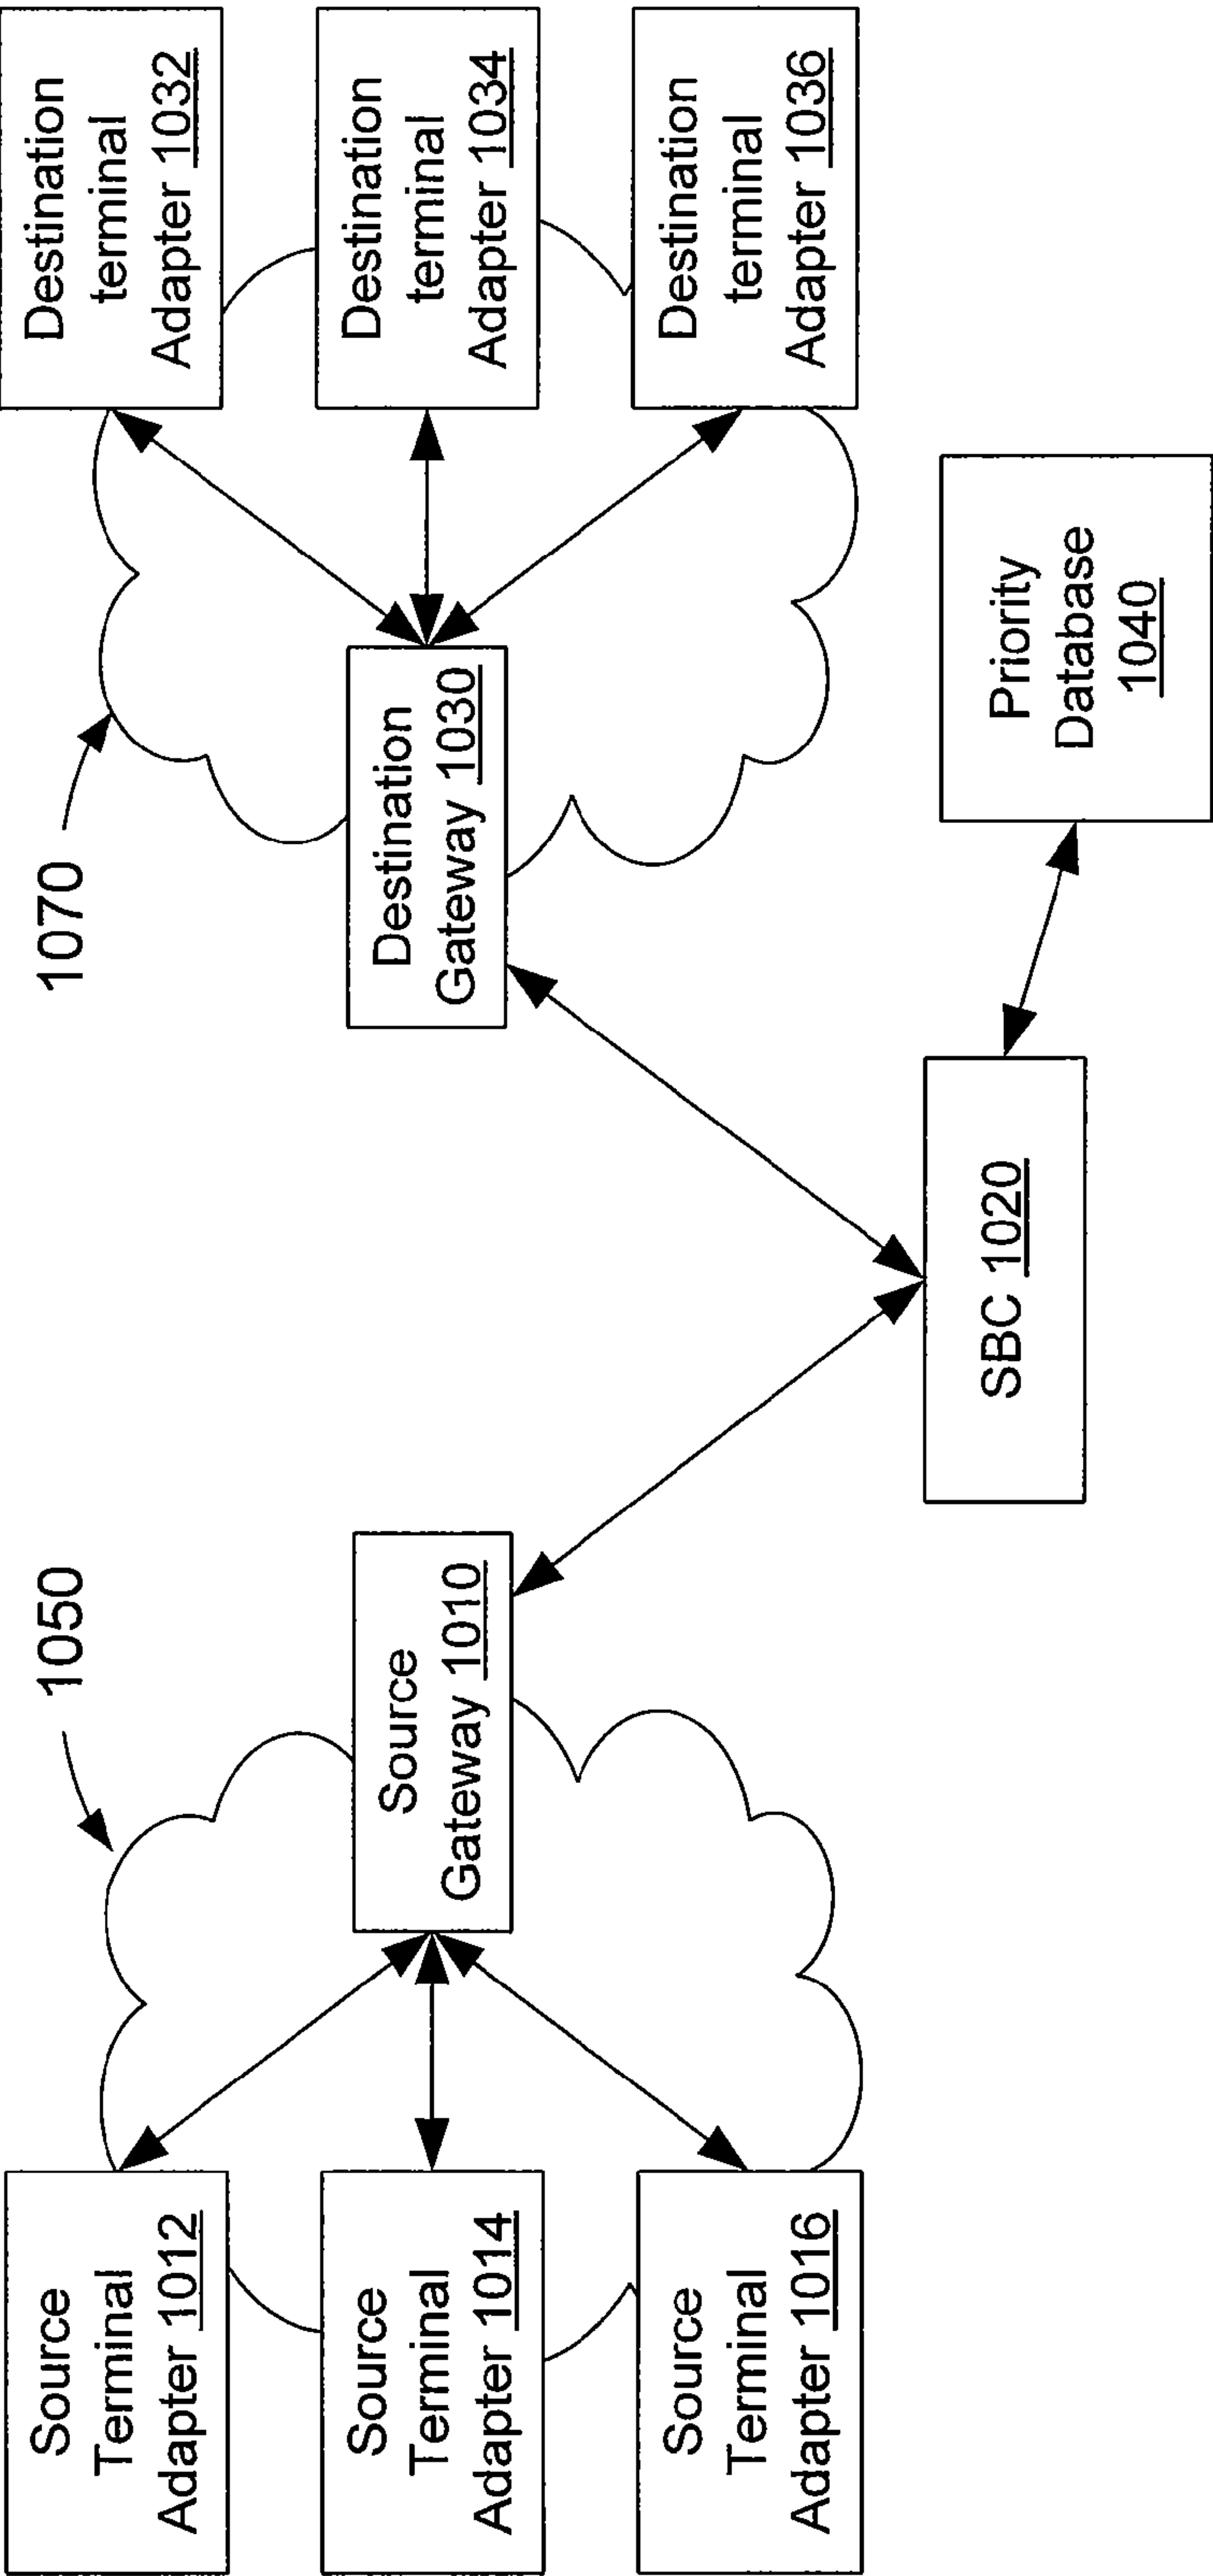 1050
1070
Source
Terminal
Adapter 1012
Source
Terminal
Adapter 1014
Source
Terminal
Adapter 1016
Source
Gateway 1010
Destination
Gateway 1030
Destination
terminal
Adapter 1032
Destination
terminal
Adapter 1034
Destination
terminal
Adapter 1036
SBC 1020
Priority
Database
1040